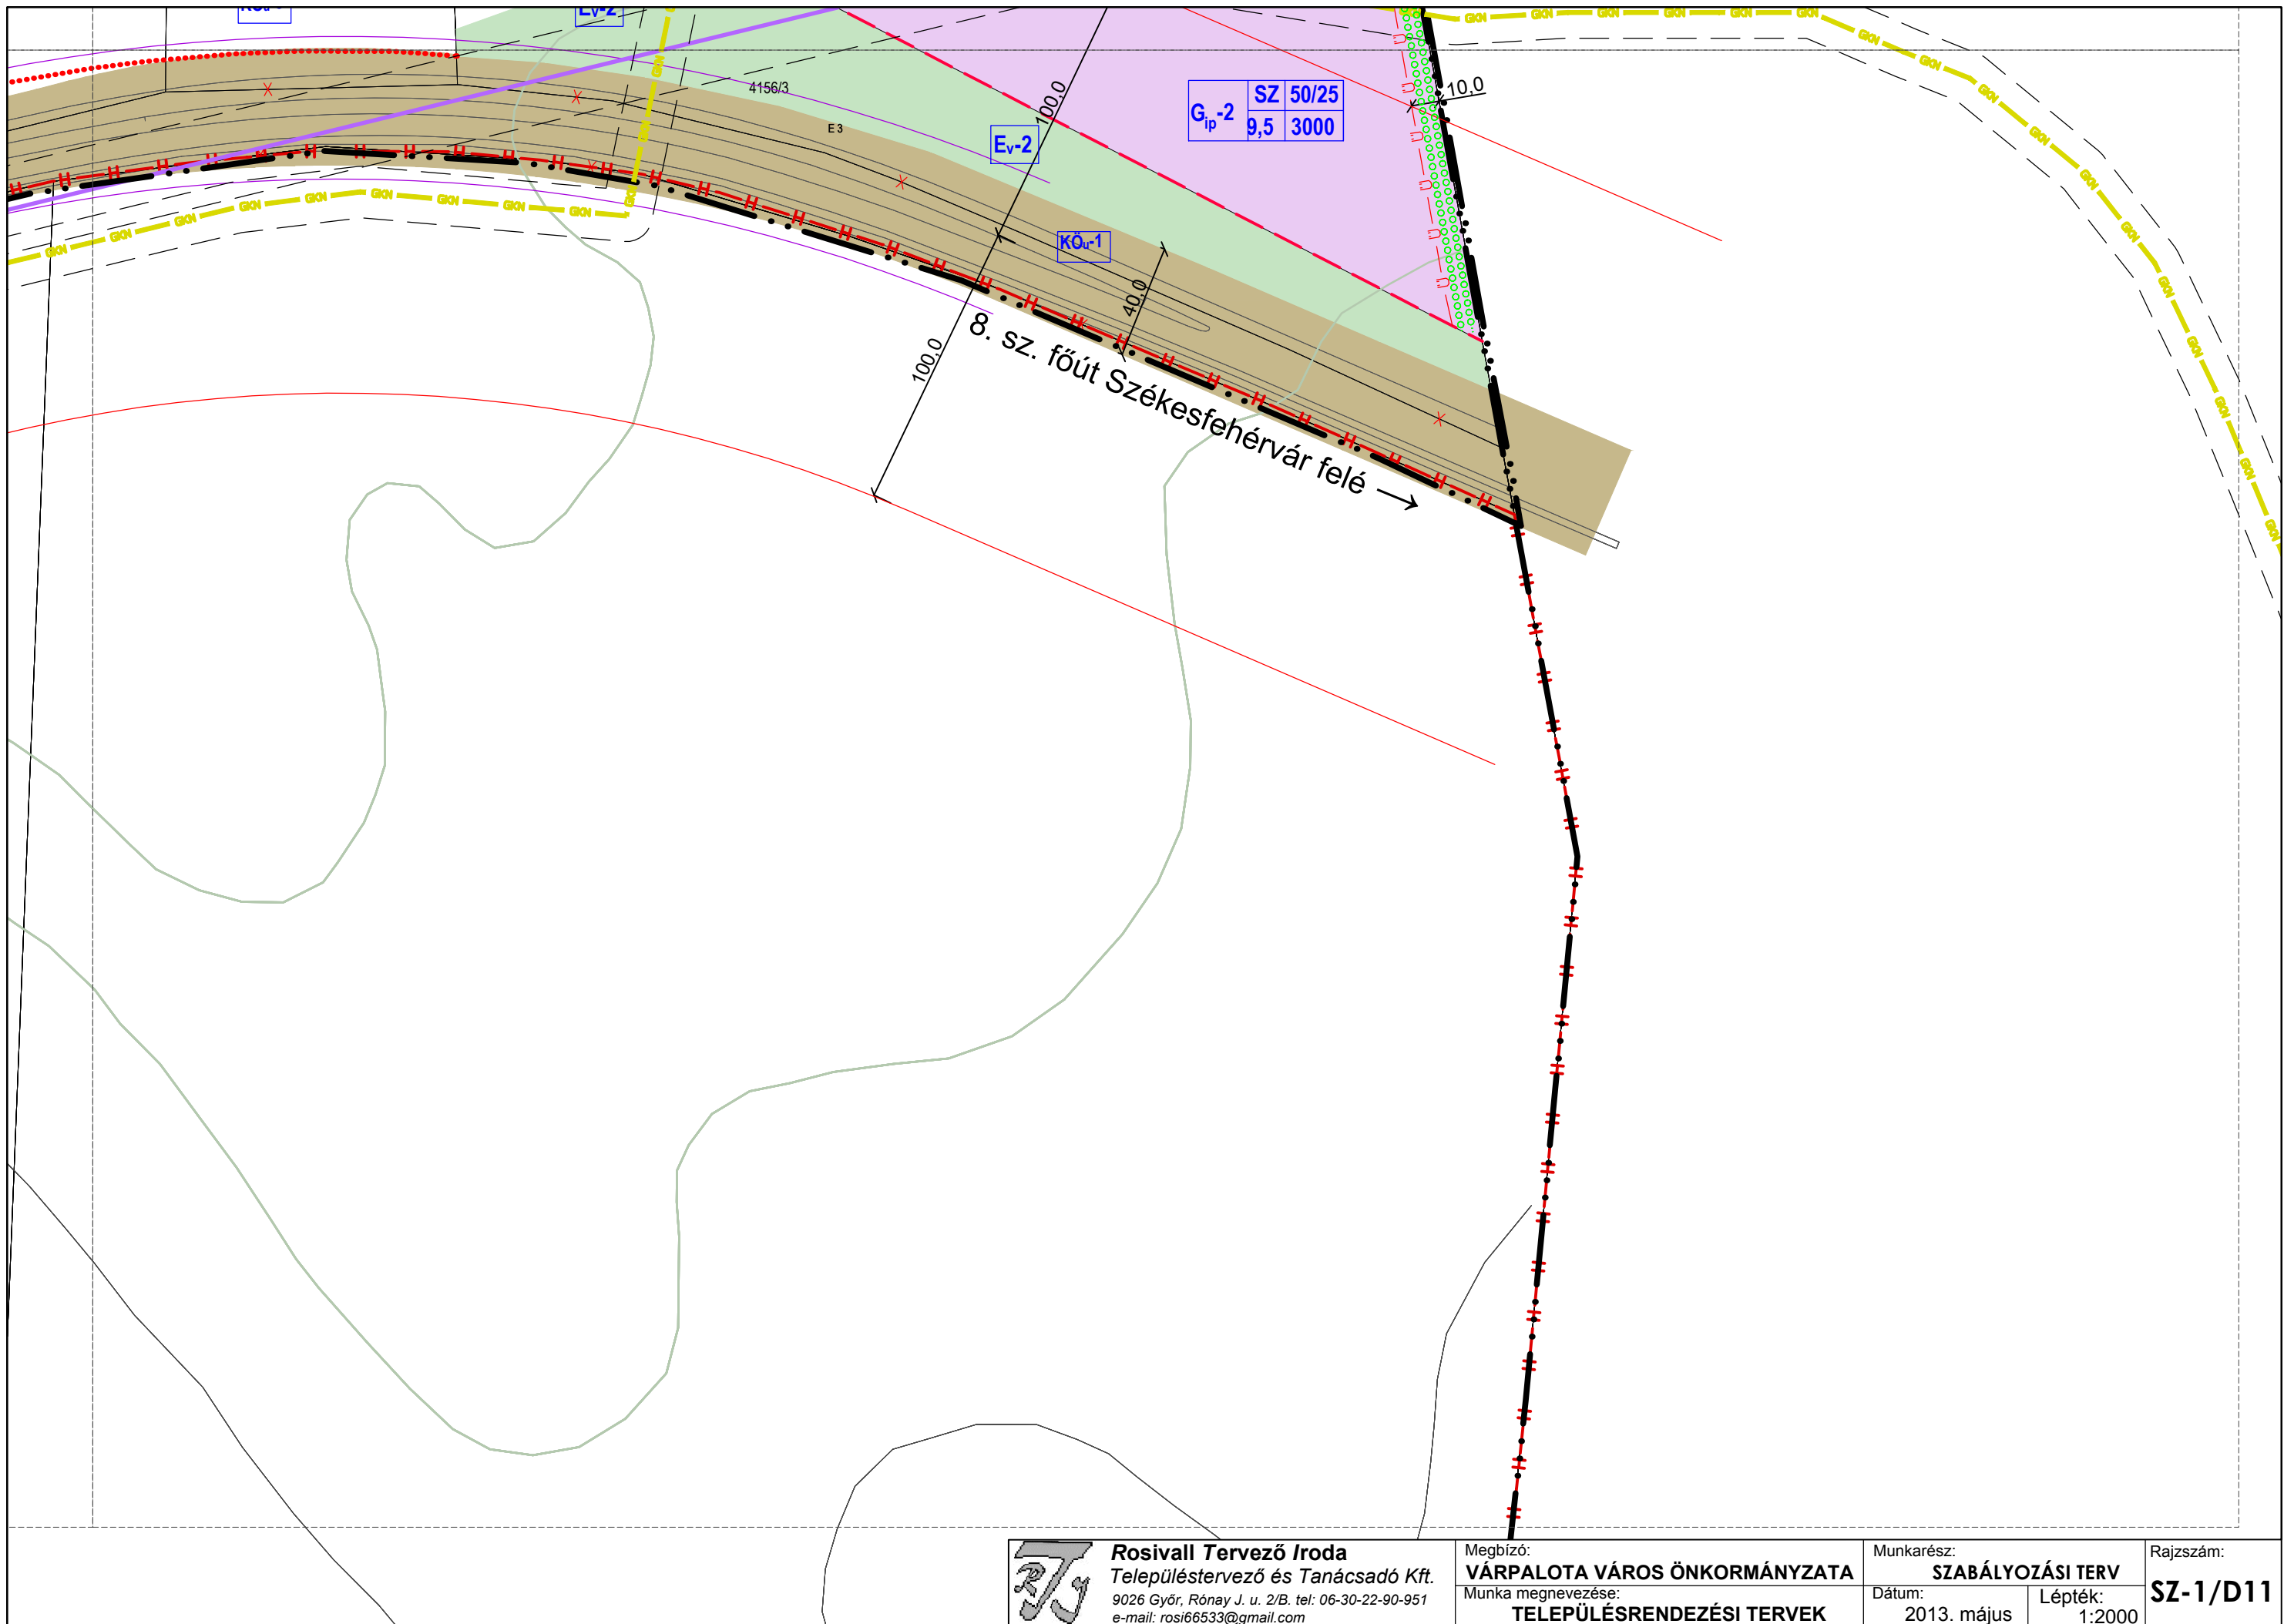 Ev-2
4156/3
E 3
100,0
Ev-2
Gip-2
SZ 50/25
9,5 3000
10,0
KÖu-1
40,0
100,0
8. sz. főút Székesfehérvár felé →
GKN
H
Ü
Rosivall Tervező Iroda
Településtervező és Tanácsadó Kft.
9026 Győr, Rónay J. u. 2/B. tel: 06-30-22-90-951
e-mail: rosi66533@gmail.com
Megbízó:
VÁRPALOTA VÁROS ÖNKORMÁNYZATA
Munka megnevezése:
TELEPÜLÉSRENDEZÉSI TERVEK
Munkarész:
SZABÁLYOZÁSI TERV
Dátum:
2013. május
Lépték:
1:2000
Rajzszám:
SZ-1/D11